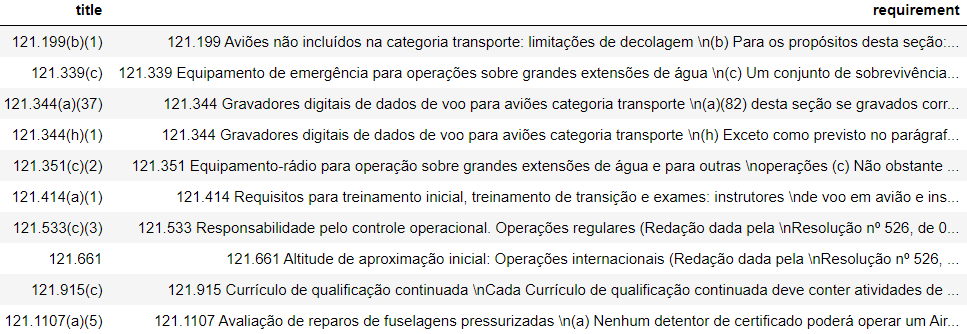 title requirement
121.199(b)(1) 121.199 Aviões não incluídos na categoria transporte: limitações de decolagem \n(b) Para os propósitos desta seção:...
121.339(c) 121.339 Equipamento de emergência para operações sobre grandes extensões de água \n(c) Um conjunto de sobrevivência...
121.344(a)(37) 121.344 Gravadores digitais de dados de voo para aviões categoria transporte \n(a)(82) desta seção se gravados corr...
121.344(h)(1) 121.344 Gravadores digitais de dados de voo para aviões categoria transporte \n(h) Exceto como previsto no parágraf...
121.351(c)(2) 121.351 Equipamento-rádio para operação sobre grandes extensões de água e para outras \noperações (c) Não obstante ...
121.414(a)(1) 121.414 Requisitos para treinamento inicial, treinamento de transição e exames: instrutores \nde voo em avião e ins...
121.533(c)(3) 121.533 Responsabilidade pelo controle operacional. Operações regulares (Redação dada pela \nResolução nº 526, de 0...
121.661 121.661 Altitude de aproximação inicial: Operações internacionais (Redação dada pela \nResolução nº 526, ...
121.915(c) 121.915 Currículo de qualificação continuada \nCada Currículo de qualificação continuada deve conter atividades de ...
121.1107(a)(5) 121.1107 Avaliação de reparos de fuselagens pressurizadas \n(a) Nenhum detentor de certificado poderá operar um Air...